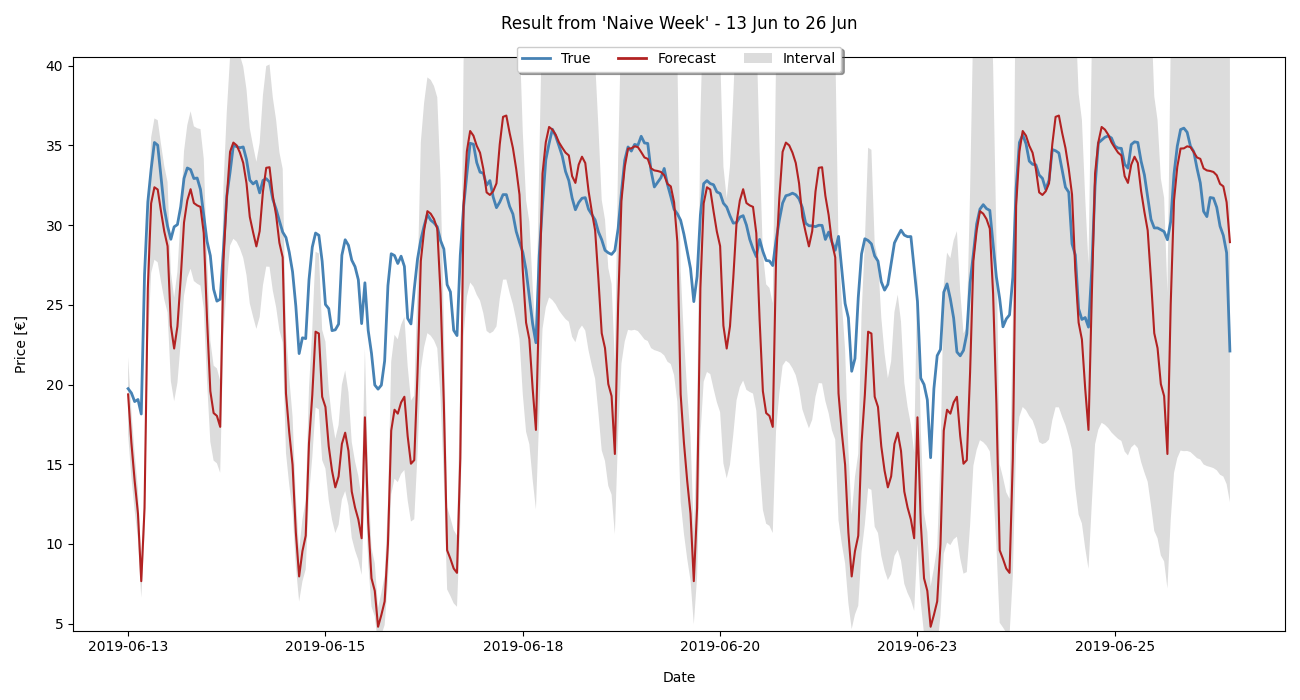 Result from 'Naive Week' - 13 Jun to 26 Jun
True Forecast Interval
40
35
30
25
20
15
10
5
Price [€]
2019-06-13 2019-06-15 2019-06-18 2019-06-20 2019-06-23 2019-06-25
Date